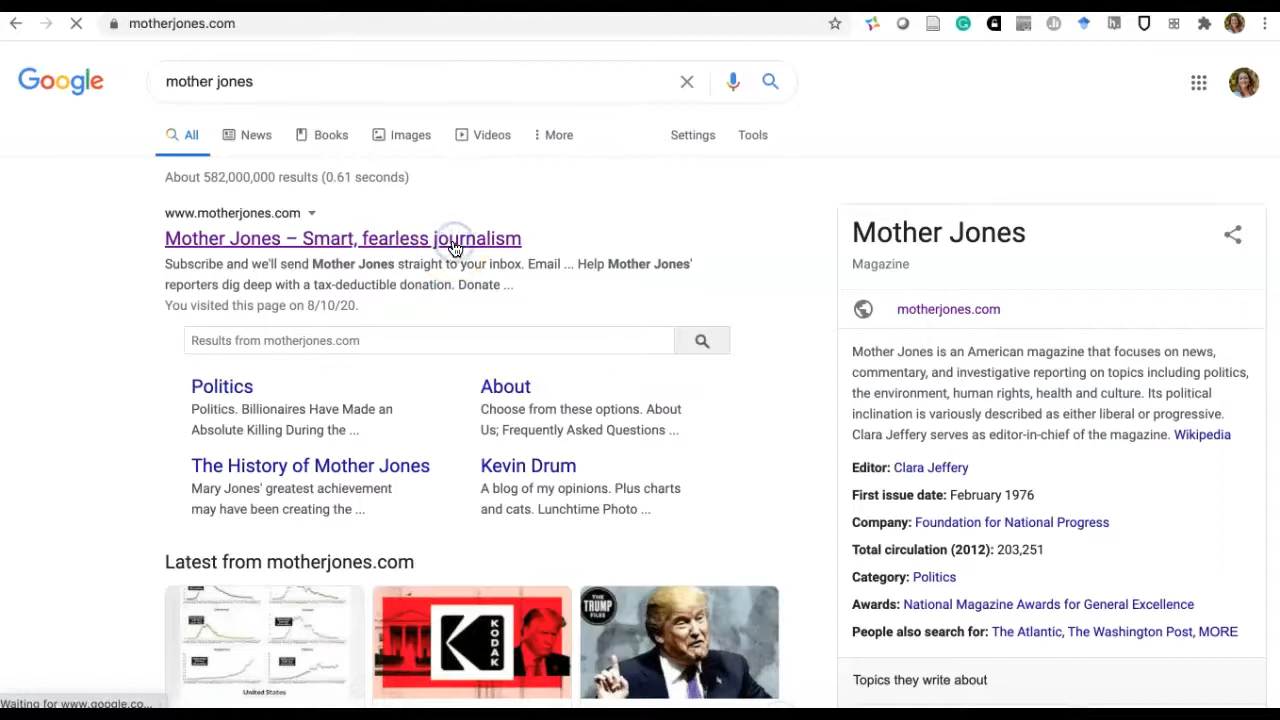 motherjones.com
Google
mother jones
All News Books Images Videos More Settings Tools
About 582,000,000 results (0.61 seconds)
www.motherjones.com
Mother Jones – Smart, fearless journalism
Subscribe and we'll send Mother Jones straight to your inbox. Email ... Help Mother Jones'
reporters dig deep with a tax-deductible donation. Donate ...
You visited this page on 8/10/20.
Results from motherjones.com
Politics
Politics. Billionaires Have Made an
Absolute Killing During the ...
About
Choose from these options. About
Us; Frequently Asked Questions ...
The History of Mother Jones
Mary Jones' greatest achievement
may have been creating the ...
Kevin Drum
A blog of my opinions. Plus charts
and cats. Lunchtime Photo ...
Latest from motherjones.com
United States
KODAK
THE
TRUMP
FILES
Waiting for www.google.co...
Mother Jones
Magazine
motherjones.com
Mother Jones is an American magazine that focuses on news,
commentary, and investigative reporting on topics including politics,
the environment, human rights, health and culture. Its political
inclination is variously described as either liberal or progressive.
Clara Jeffery serves as editor-in-chief of the magazine. Wikipedia
Editor: Clara Jeffery
First issue date: February 1976
Company: Foundation for National Progress
Total circulation (2012): 203,251
Category: Politics
Awards: National Magazine Awards for General Excellence
People also search for: The Atlantic, The Washington Post, MORE
Topics they write about